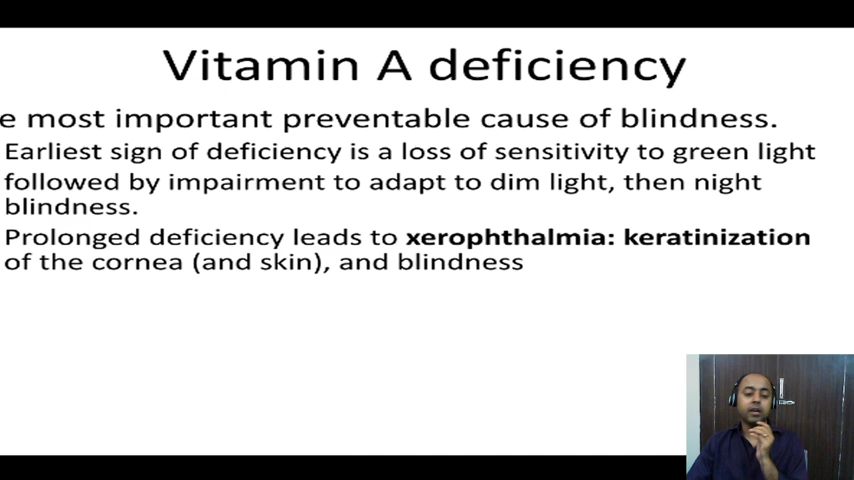 Vitamin A deficiency
e most important preventable cause of blindness.
Earliest sign of deficiency is a loss of sensitivity to green light
followed by impairment to adapt to dim light, then night
blindness.
Prolonged deficiency leads to xerophthalmia: keratinization
of the cornea (and skin), and blindness